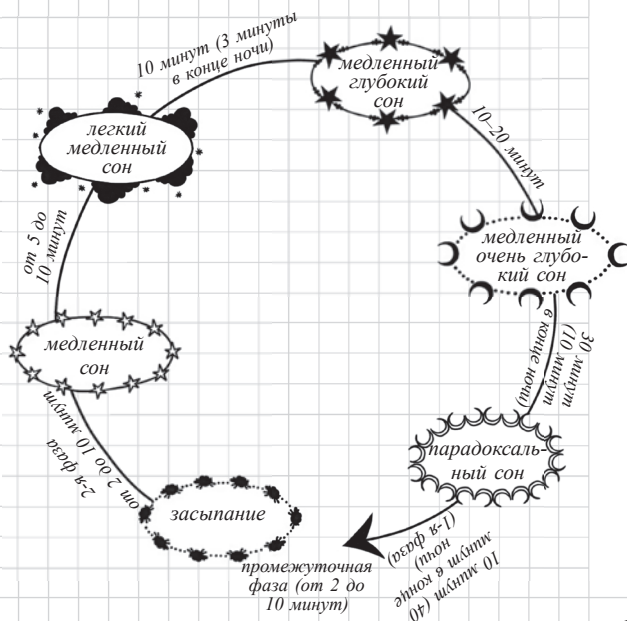 10 минут (3 минуты
в конце ночи)
медленный
глубокий
сон
легкий
медленный
сон
10–20 минут
от 5 до
10 минут
медленный
очень глубо-
кий сон
30 минут
(10 минут
в конце ночи)
медленный
сон
от 2 до 10 минут
2-я фаза
парадоксаль-
ный сон
засыпание
10 минут (40
минут в конце
ночи)
(1-я фаза)
промежуточная
фаза (от 2 до
10 минут)